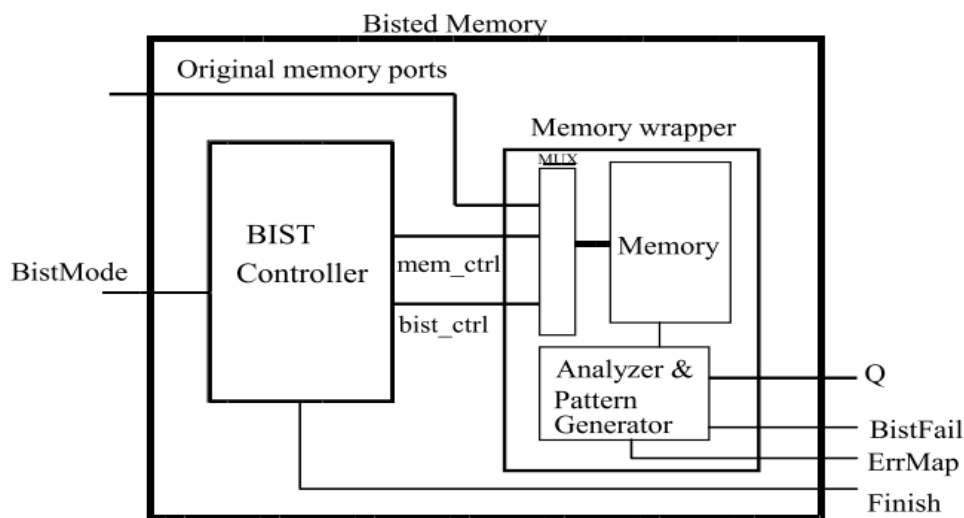 Bisted Memory
Original memory ports
Memory wrapper
MUX
BIST
Controller
Memory
BistMode
mem_ctrl
bist_ctrl
Analyzer &
Pattern
Generator
Q
BistFail
ErrMap
Finish